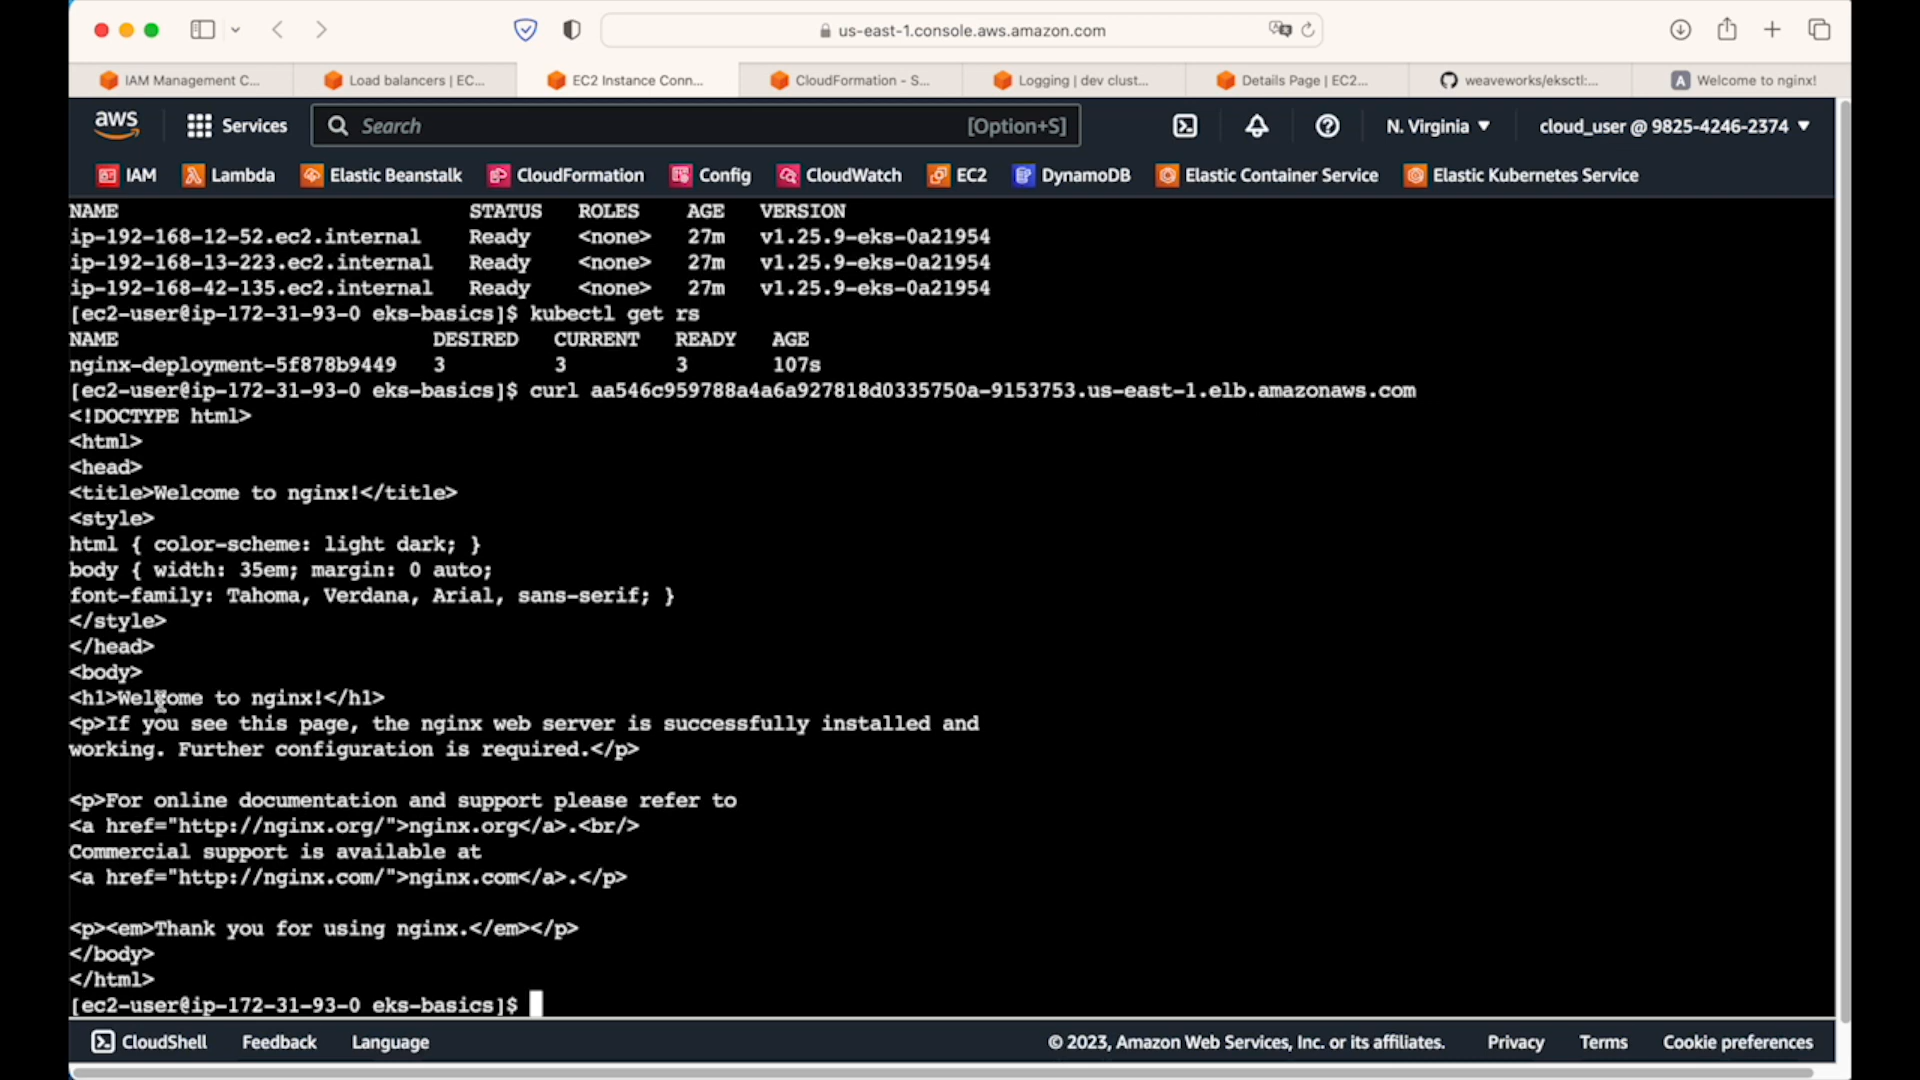 us-east-1.console.aws.amazon.com
IAM Management C...
Load balancers | EC...
EC2 Instance Conn...
CloudFormation - S...
Logging | dev clust...
Details Page | EC2...
weaveworks/eksctl:...
A Welcome to nginx!
aws Services Search [Option+S] N. Virginia cloud_user @ 9825-4246-2374
IAM Lambda Elastic Beanstalk CloudFormation Config CloudWatch EC2 DynamoDB Elastic Container Service Elastic Kubernetes Service
NAME STATUS ROLES AGE VERSION
ip-192-168-12-52.ec2.internal Ready <none> 27m v1.25.9-eks-0a21954
ip-192-168-13-223.ec2.internal Ready <none> 27m v1.25.9-eks-0a21954
ip-192-168-42-135.ec2.internal Ready <none> 27m v1.25.9-eks-0a21954
[ec2-user@ip-172-31-93-0 eks-basics]$ kubectl get rs
NAME DESIRED CURRENT READY AGE
nginx-deployment-5f878b9449 3 3 3 107s
[ec2-user@ip-172-31-93-0 eks-basics]$ curl aa546c959788a4a6a927818d0335750a-9153753.us-east-1.elb.amazonaws.com
<!DOCTYPE html>
<html>
<head>
<title>Welcome to nginx!</title>
<style>
html { color-scheme: light dark; }
body { width: 35em; margin: 0 auto;
font-family: Tahoma, Verdana, Arial, sans-serif; }
</style>
</head>
<body>
<h1>Welcome to nginx!</h1>
<p>If you see this page, the nginx web server is successfully installed and
working. Further configuration is required.</p>
<p>For online documentation and support please refer to
<a href="http://nginx.org/">nginx.org</a>.<br/>
Commercial support is available at
<a href="http://nginx.com/">nginx.com</a>.</p>
<p><em>Thank you for using nginx.</em></p>
</body>
</html>
[ec2-user@ip-172-31-93-0 eks-basics]$
CloudShell Feedback Language © 2023, Amazon Web Services, Inc. or its affiliates. Privacy Terms Cookie preferences